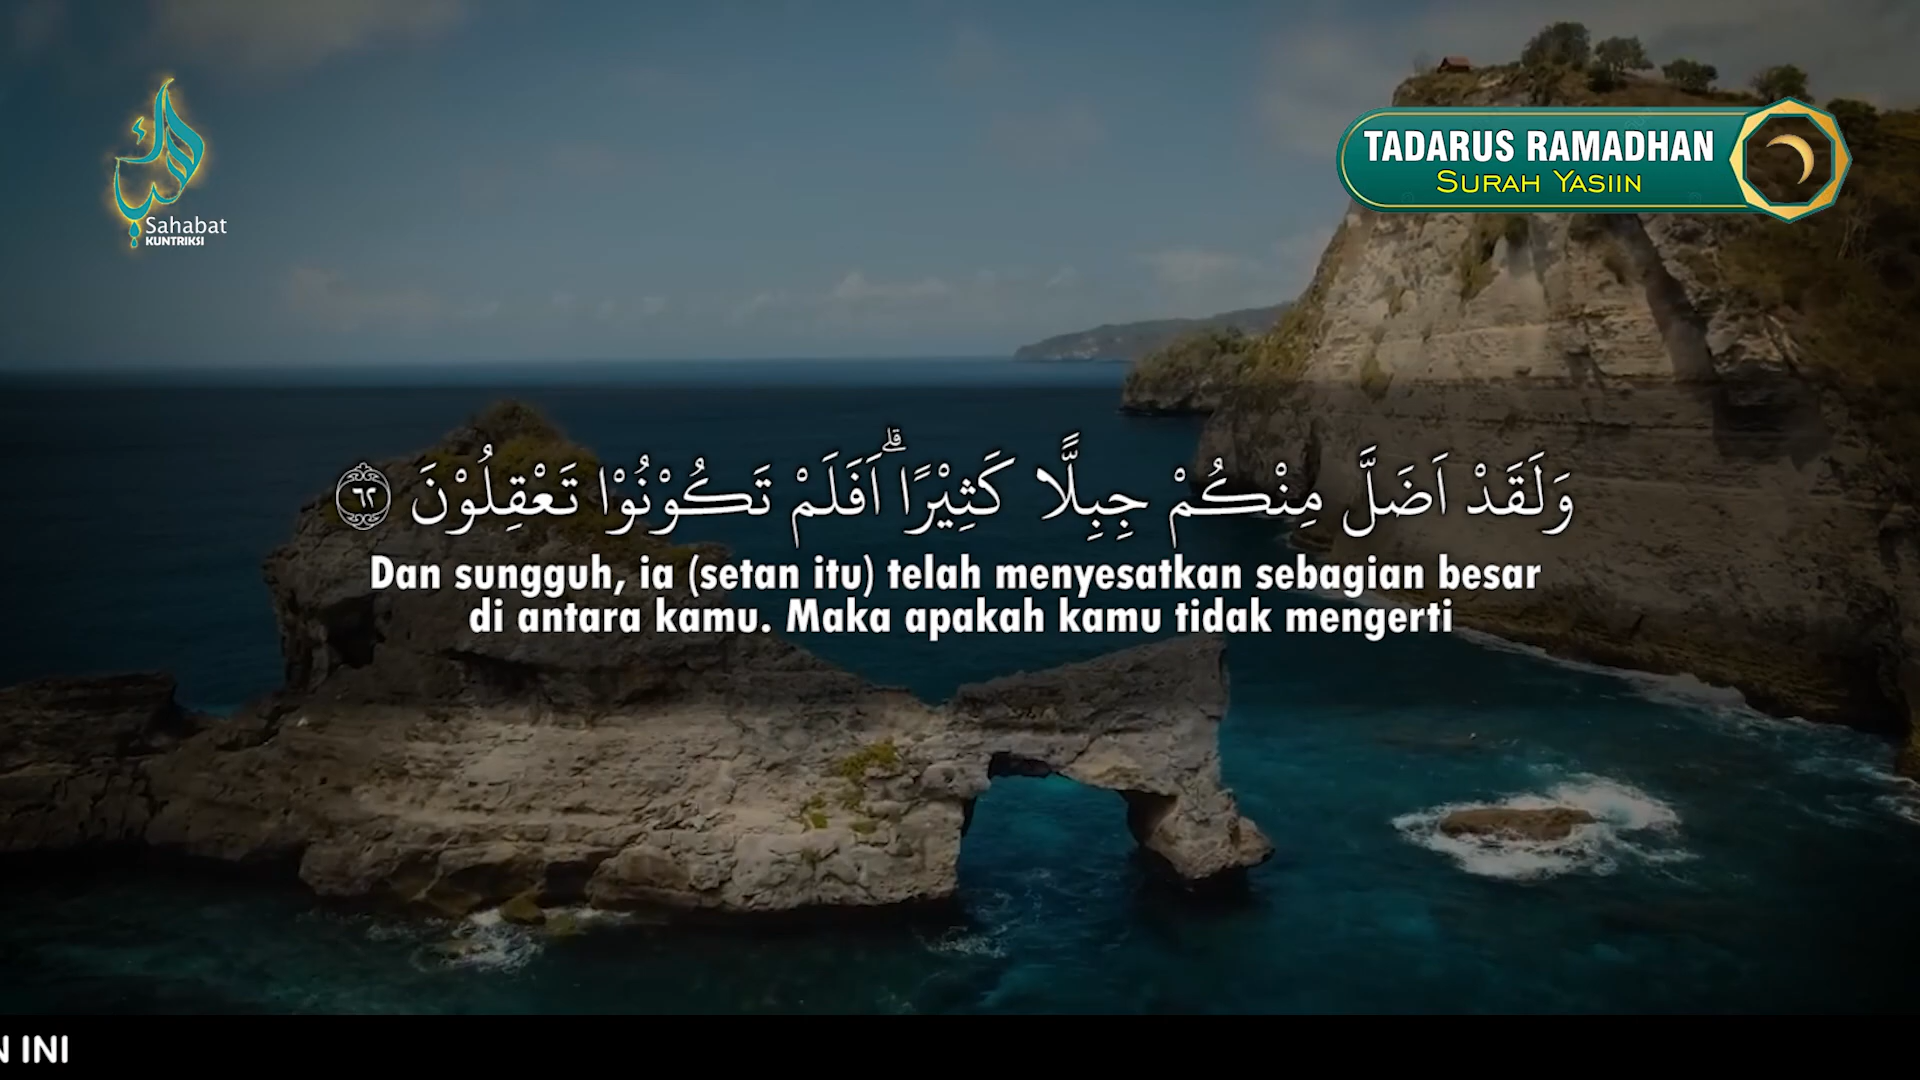 Sahabat
KUNTRIKSI
TADARUS RAMADHAN
SURAH YASIIN
وَلَقَدْ اَضَلَّ مِنْكُمْ جِبِلًّا كَثِيْرًاۗ اَفَلَمْ تَكُوْنُوْا تَعْقِلُوْنَ ٦٢
Dan sungguh, ia (setan itu) telah menyesatkan sebagian besar
di antara kamu. Maka apakah kamu tidak mengerti
N INI